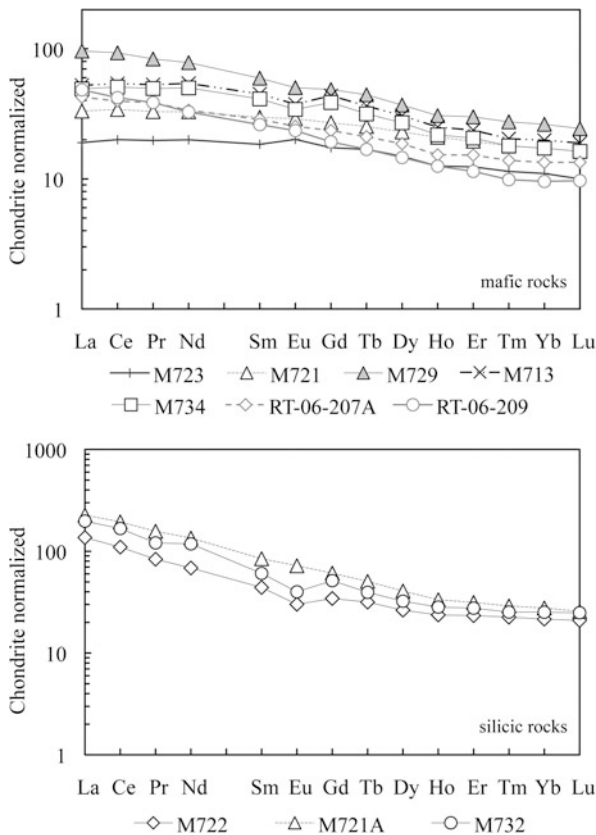 100
10
1
Chondrite normalized
mafic rocks
La Ce Pr Nd Sm Eu Gd Tb Dy Ho Er Tm Yb Lu
M723 M721 M729 M713
M734 RT-06-207A RT-06-209
1000
100
10
1
Chondrite normalized
silicic rocks
La Ce Pr Nd Sm Eu Gd Tb Dy Ho Er Tm Yb Lu
M722 M721A M732